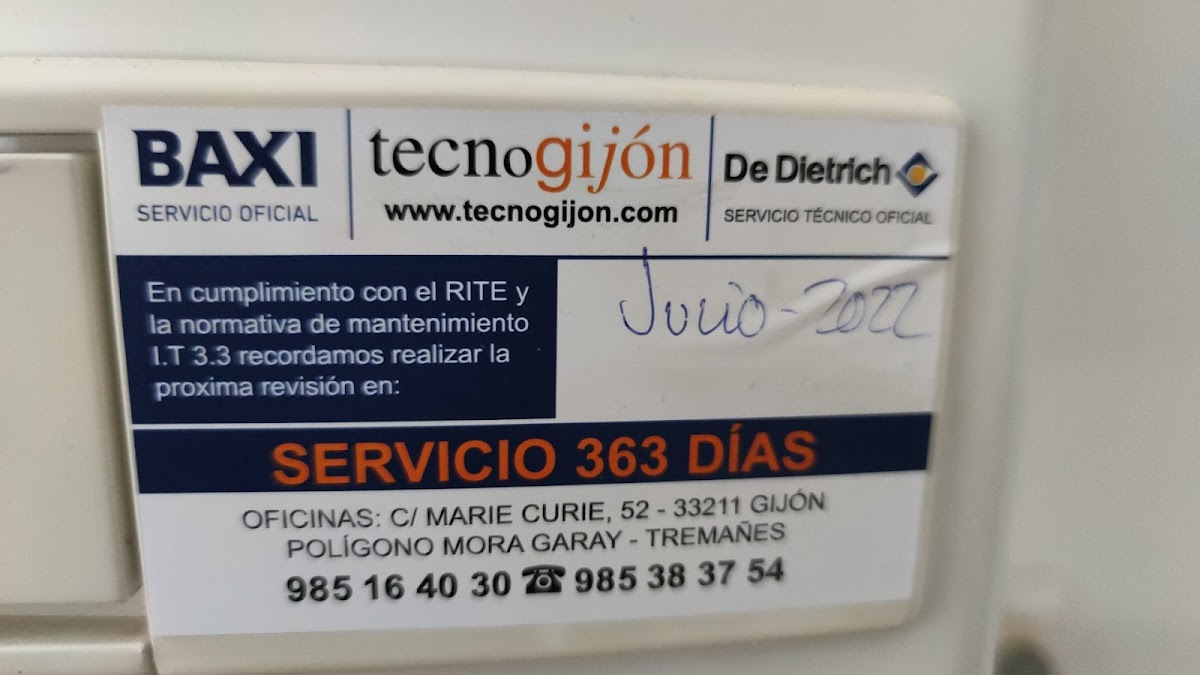 BAXI
SERVICIO OFICIAL
tecnogijón
www.tecnogijon.com
De Dietrich
SERVICIO TÉCNICO OFICIAL
En cumplimiento con el RITE y
la normativa de mantenimiento
I.T 3.3 recordamos realizar la
proxima revisión en:
Julio - 2022
SERVICIO 363 DÍAS
OFICINAS: C/ MARIE CURIE, 52 - 33211 GIJÓN
POLÍGONO MORA GARAY - TREMAÑES
985 16 40 30 ☎ 985 38 37 54